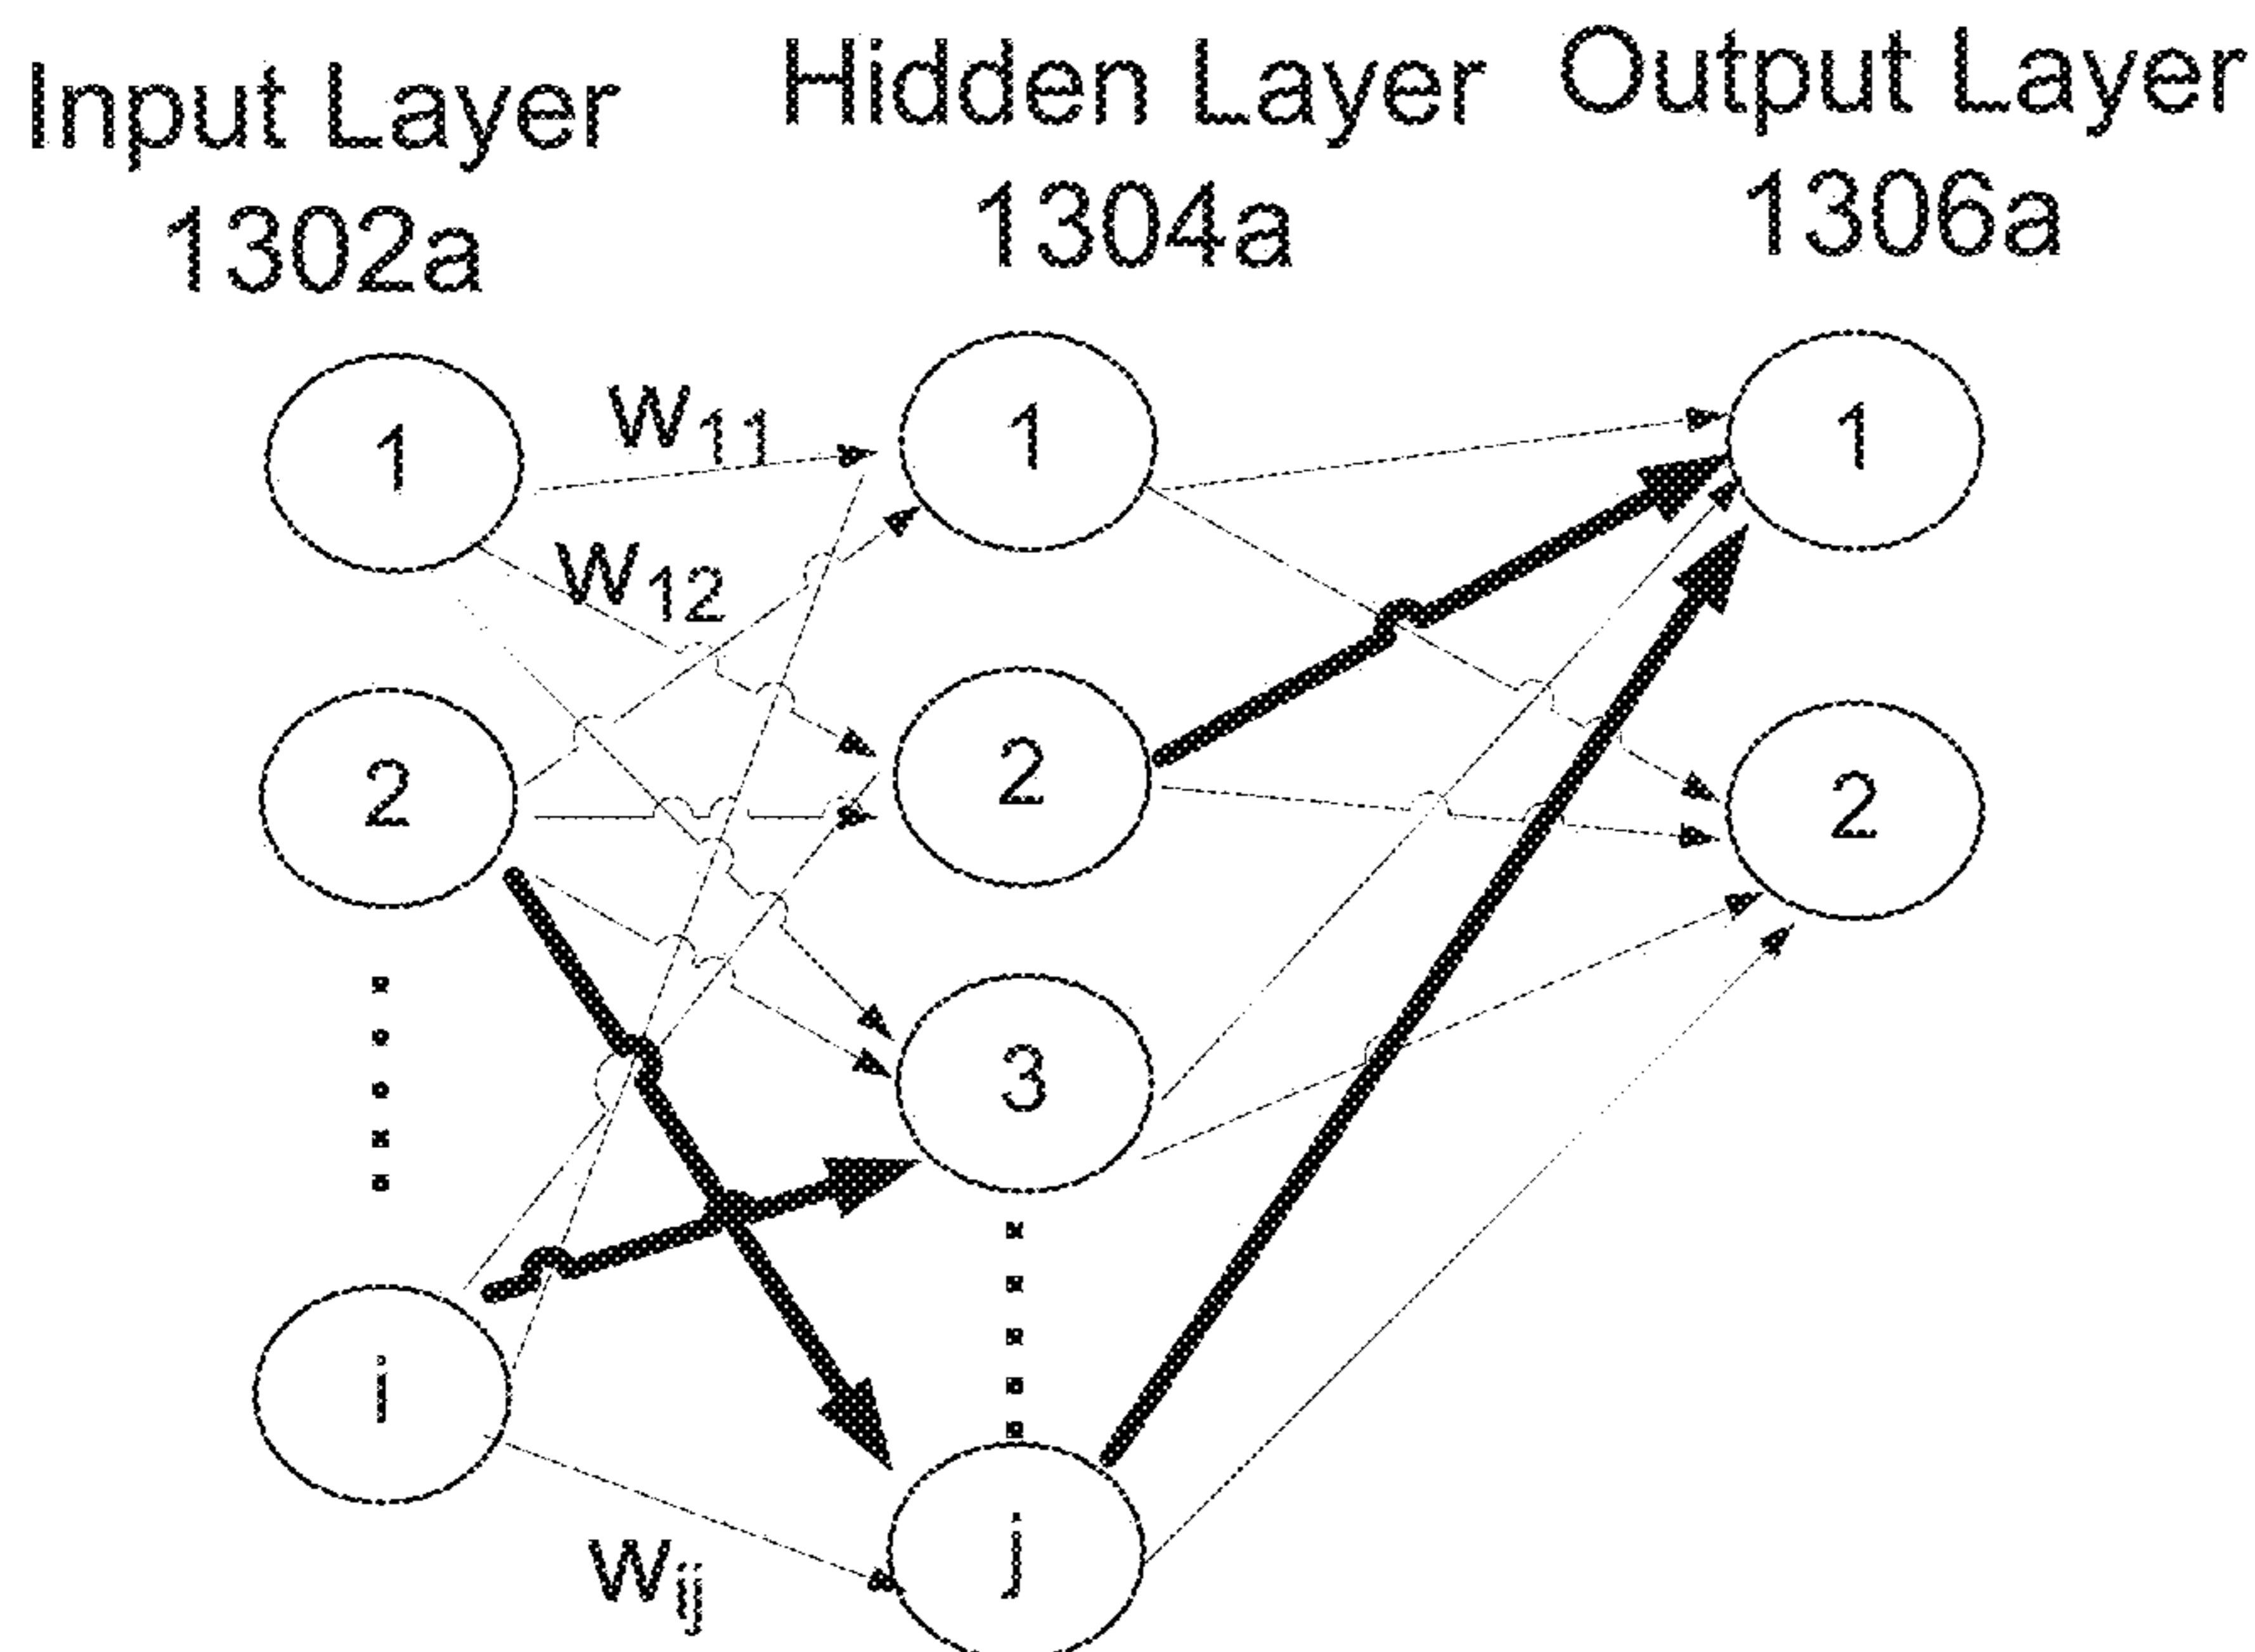 Input Layer
1302a
Hidden Layer
1304a
Output Layer
1306a
1
W11
1
1
W12
2
2
2
3
i
j
Wij